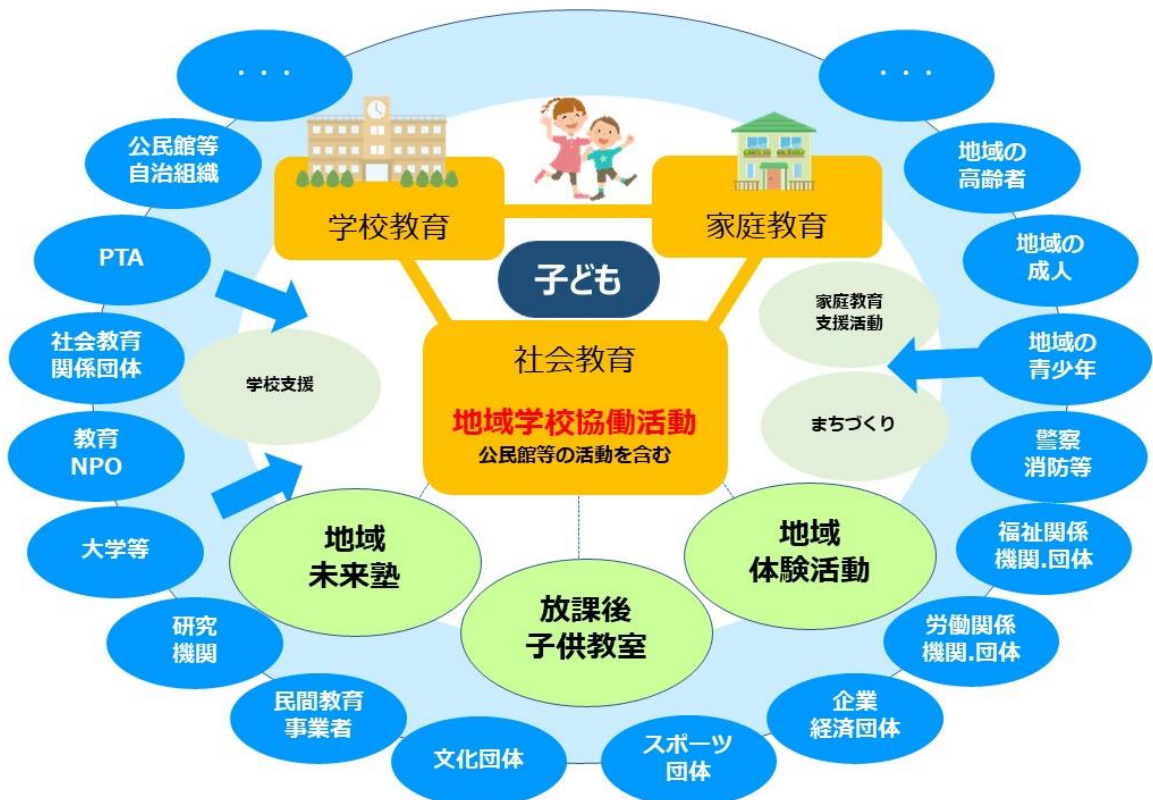 ・・・
・・・
公民館等
自治組織
地域の
高齢者
学校教育
家庭教育
PTA
地域の
成人
子ども
家庭教育
支援活動
社会教育
関係団体
地域の
青少年
社会教育
学校支援
地域学校協働活動
公民館等の活動を含む
まちづくり
教育
NPO
警察
消防等
大学等
地域
未来塾
地域
体験活動
福祉関係
機関.団体
放課後
子供教室
研究
機関
労働関係
機関.団体
民間教育
事業者
企業
経済団体
文化団体
スポーツ
団体